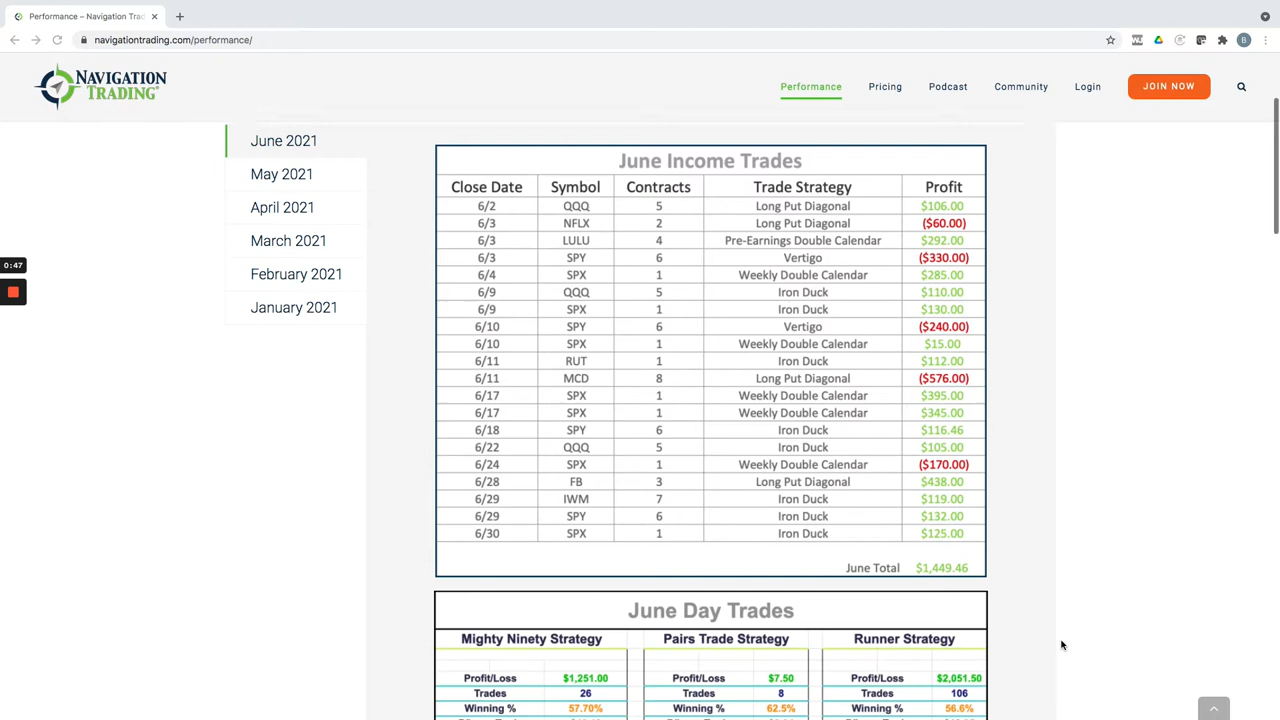 Performance – Navigation Trad
navigationtrading.com/performance/
B
NAVIGATION
TRADING
Performance Pricing Podcast Community Login JOIN NOW
June 2021
May 2021
April 2021
March 2021
February 2021
January 2021
0:47
June Income Trades
Close Date Symbol Contracts Trade Strategy Profit
6/2 QQQ 5 Long Put Diagonal $106.00
6/3 NFLX 2 Long Put Diagonal ($60.00)
6/3 LULU 4 Pre-Earnings Double Calendar $292.00
6/3 SPY 6 Vertigo ($330.00)
6/4 SPX 1 Weekly Double Calendar $285.00
6/9 QQQ 5 Iron Duck $110.00
6/9 SPX 1 Iron Duck $130.00
6/10 SPY 6 Vertigo ($240.00)
6/10 SPX 1 Weekly Double Calendar $15.00
6/11 RUT 1 Iron Duck $112.00
6/11 MCD 8 Long Put Diagonal ($576.00)
6/17 SPX 1 Weekly Double Calendar $395.00
6/17 SPX 1 Weekly Double Calendar $345.00
6/18 SPY 6 Iron Duck $116.46
6/22 QQQ 5 Iron Duck $105.00
6/24 SPX 1 Weekly Double Calendar ($170.00)
6/28 FB 3 Long Put Diagonal $438.00
6/29 IWM 7 Iron Duck $119.00
6/29 SPY 6 Iron Duck $132.00
6/30 SPX 1 Iron Duck $125.00
June Total $1,449.46
June Day Trades
Mighty Ninety Strategy Pairs Trade Strategy Runner Strategy
Profit/Loss $1,251.00 Profit/Loss $7.50 Profit/Loss $2,051.50
Trades 26 Trades 8 Trades 106
Winning % 57.70% Winning % 62.5% Winning % 56.6%